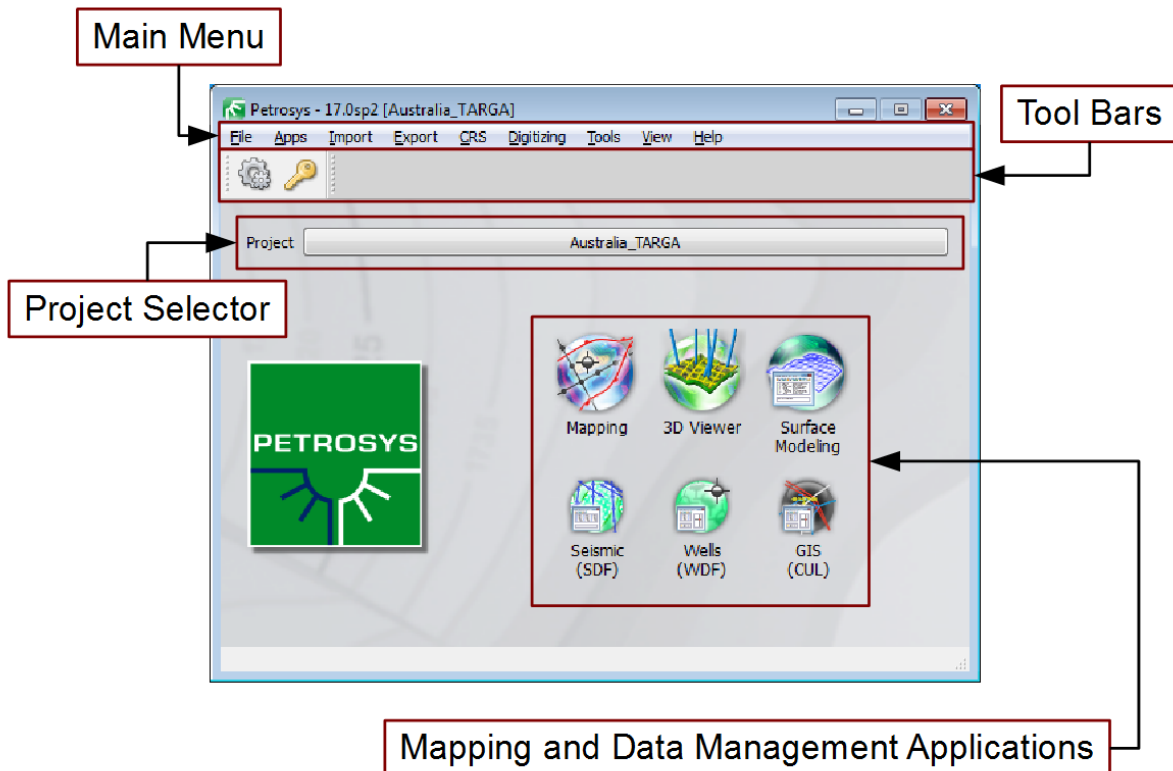 Main Menu
Petrosys - 17.0sp2 [Australia_TARGA]
Tool Bars
File Apps Import Export CRS Digitizing Tools View Help
Project Australia_TARGA
Project Selector
PETROSYS
Mapping 3D Viewer Surface Modeling
Seismic (SDF) Wells (WDF) GIS (CUL)
Mapping and Data Management Applications